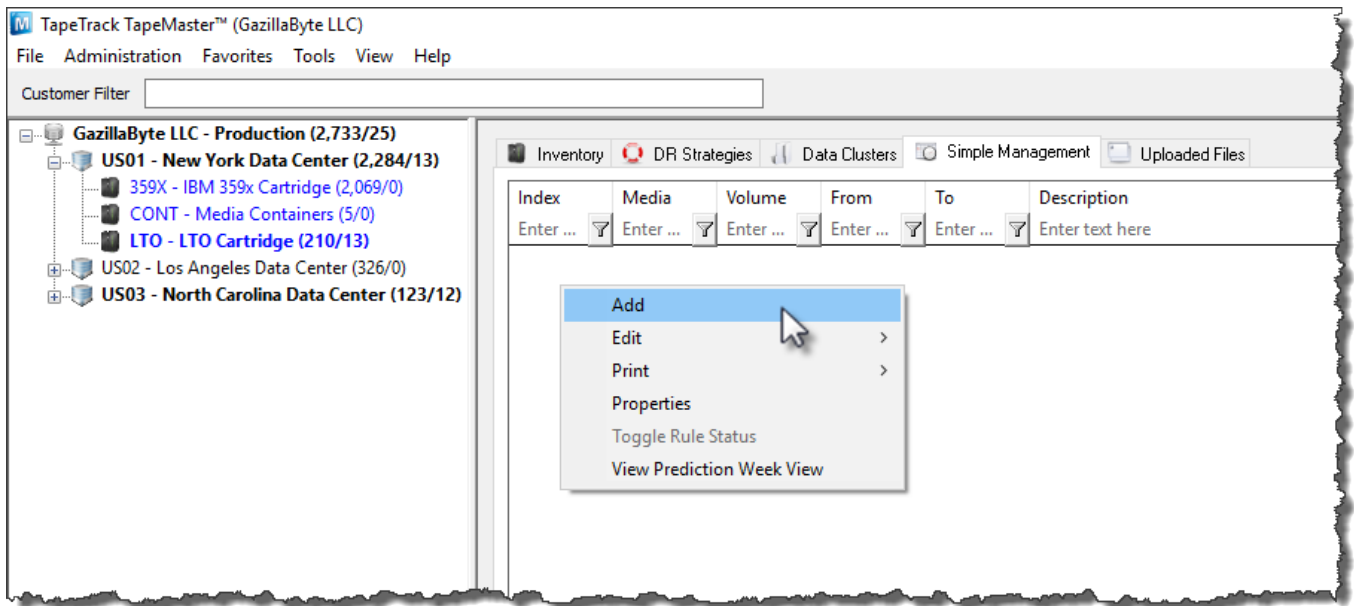 M TapeTrack TapeMaster™ (GazillaByte LLC)
File Administration Favorites Tools View Help
Customer Filter
GazillaByte LLC - Production (2,733/25)
US01 - New York Data Center (2,284/13)
359X - IBM 359x Cartridge (2,069/0)
CONT - Media Containers (5/0)
LTO - LTO Cartridge (210/13)
US02 - Los Angeles Data Center (326/0)
US03 - North Carolina Data Center (123/12)
Inventory DR Strategies Data Clusters Simple Management Uploaded Files
Index Media Volume From To Description
Enter ... Enter ... Enter ... Enter ... Enter ... Enter text here
Add
Edit
Print
Properties
Toggle Rule Status
View Prediction Week View